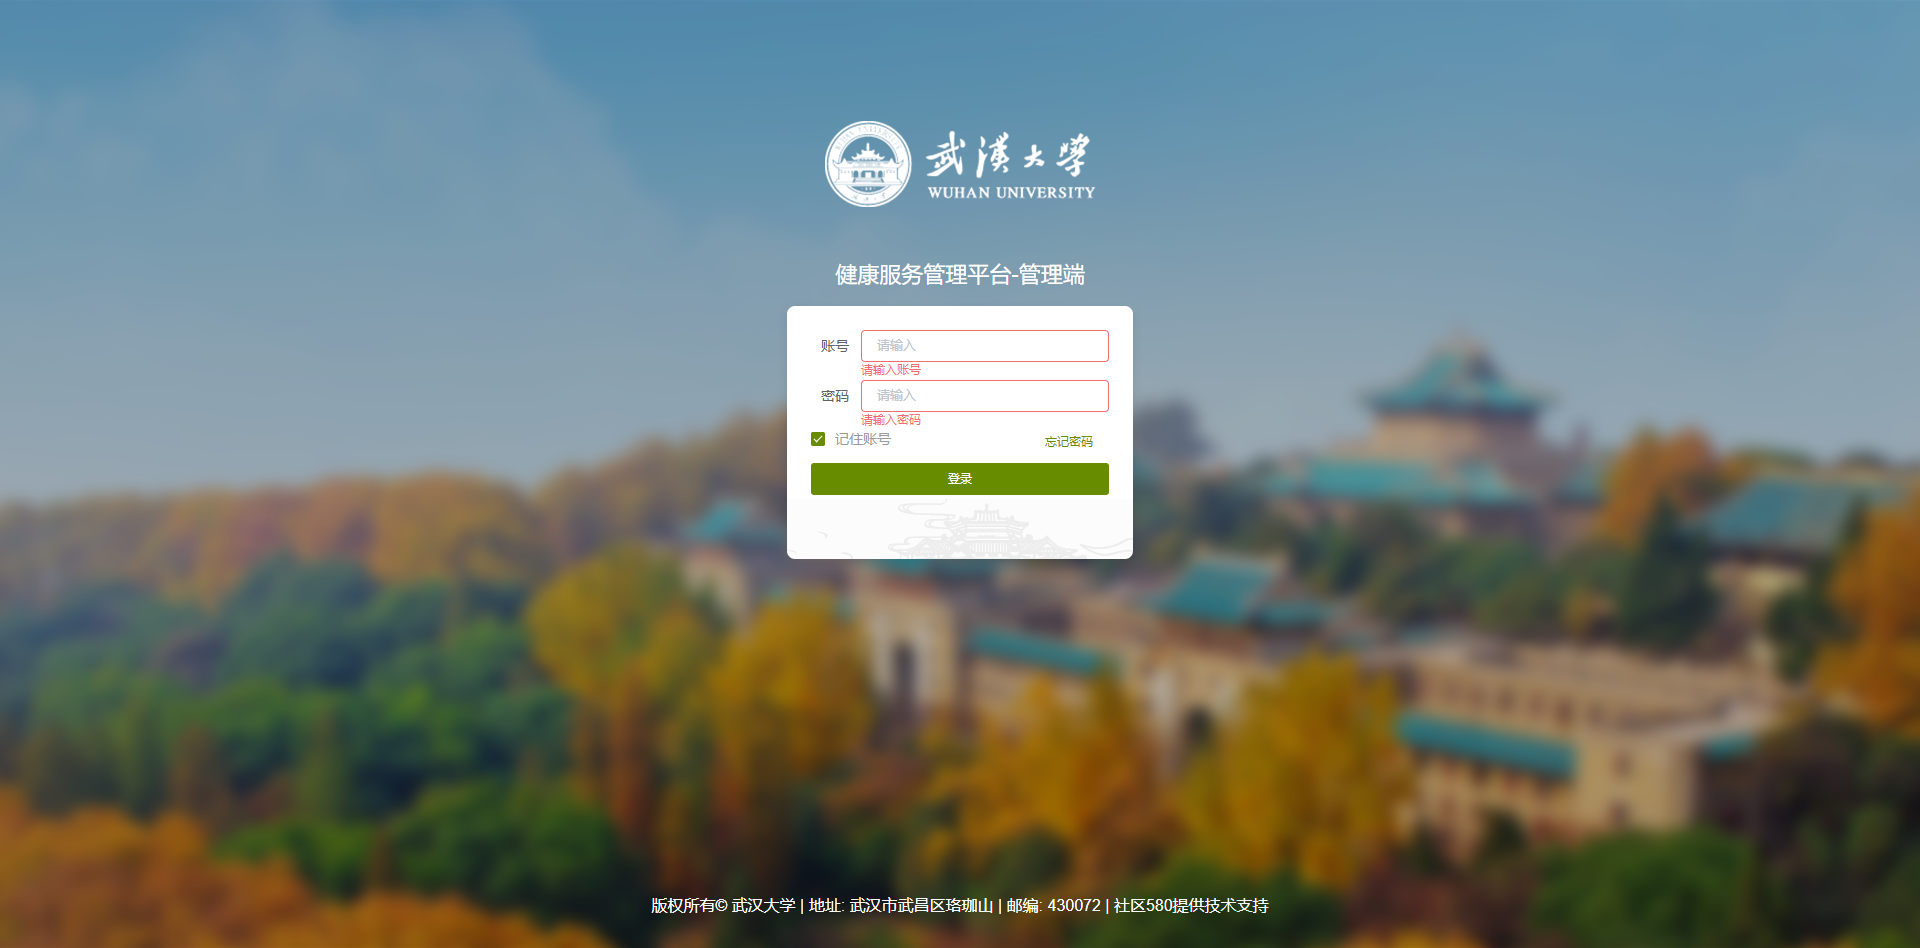 武漢大學
WUHAN UNIVERSITY
健康服务管理平台-管理端
账号 请输入
请输入账号
密码 请输入
请输入密码
记住账号 忘记密码
登录
版权所有© 武汉大学 | 地址: 武汉市武昌区珞珈山 | 邮编: 430072 | 社区580提供技术支持